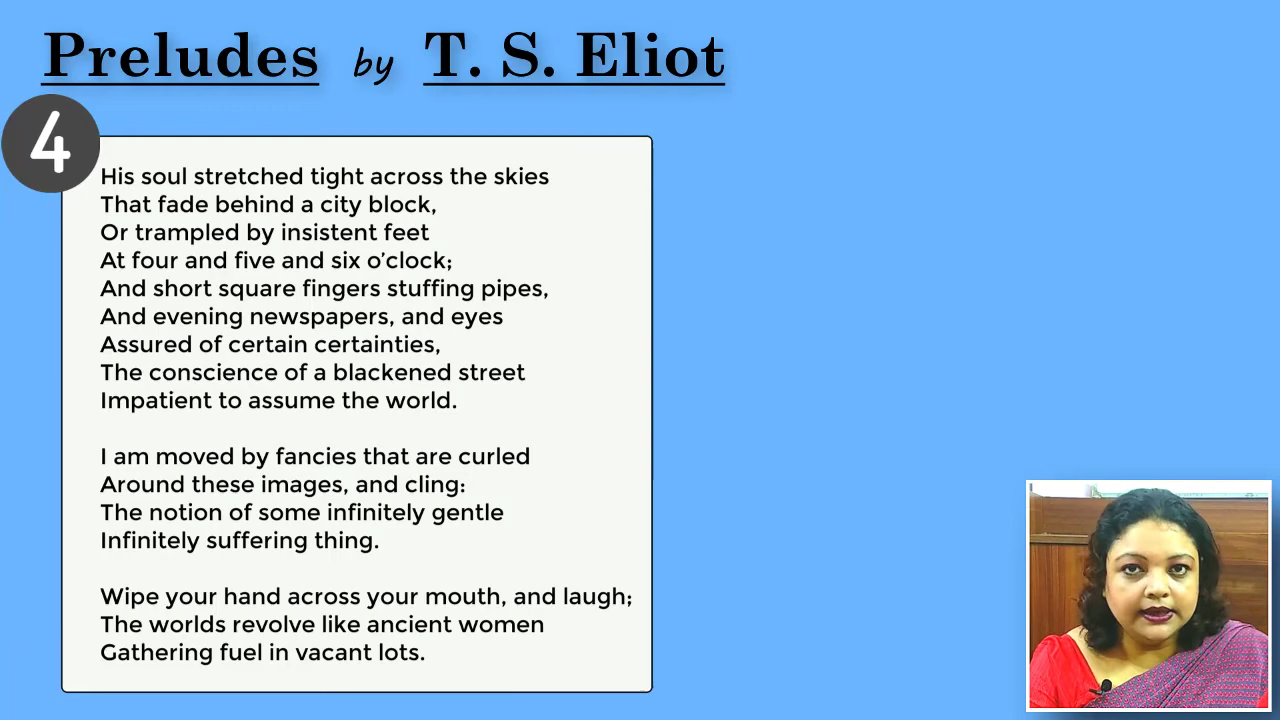 Preludes by T. S. Eliot
4
His soul stretched tight across the skies
That fade behind a city block,
Or trampled by insistent feet
At four and five and six o’clock;
And short square fingers stuffing pipes,
And evening newspapers, and eyes
Assured of certain certainties,
The conscience of a blackened street
Impatient to assume the world.
I am moved by fancies that are curled
Around these images, and cling:
The notion of some infinitely gentle
Infinitely suffering thing.
Wipe your hand across your mouth, and laugh;
The worlds revolve like ancient women
Gathering fuel in vacant lots.